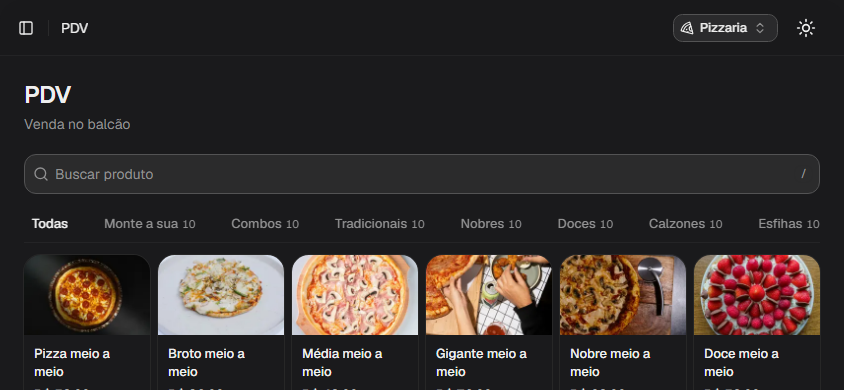 PDV
Pizzaria
PDV
Venda no balcão
Buscar produto /
Todas Monte a sua 10 Combos 10 Tradicionais 10 Nobres 10 Doces 10 Calzones 10 Esfihas 10
Pizza meio a meio
Broto meio a meio
Média meio a meio
Gigante meio a meio
Nobre meio a meio
Doce meio a meio